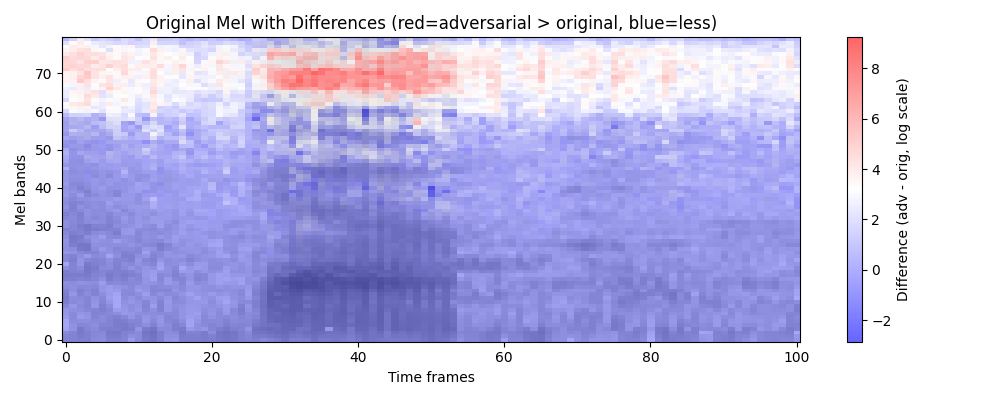 Original Mel with Differences (red=adversarial > original, blue=less)
Mel bands
70
60
50
40
30
20
10
0
0 20 40 60 80 100
Time frames
8
6
4
2
0
−2
Difference (adv - orig, log scale)